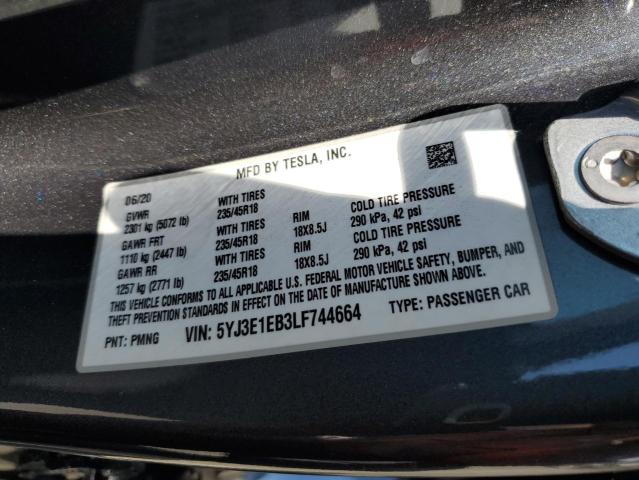 MFD BY TESLA, INC.
06/20
GVWR WITH TIRES RIM COLD TIRE PRESSURE
2301 kg (5072 lb) 235/45R18 18X8.5J 290 kPa, 42 psi
GAWR FRT WITH TIRES RIM COLD TIRE PRESSURE
1110 kg (2447 lb) 235/45R18 18X8.5J 290 kPa, 42 psi
GAWR RR WITH TIRES
1257 kg (2771 lb) 235/45R18
THIS VEHICLE CONFORMS TO ALL APPLICABLE U.S. FEDERAL MOTOR VEHICLE SAFETY, BUMPER, AND
THEFT PREVENTION STANDARDS IN EFFECT ON THE DATE OF MANUFACTURE SHOWN ABOVE.
PNT: PMNG VIN: 5YJ3E1EB3LF744664 TYPE: PASSENGER CAR